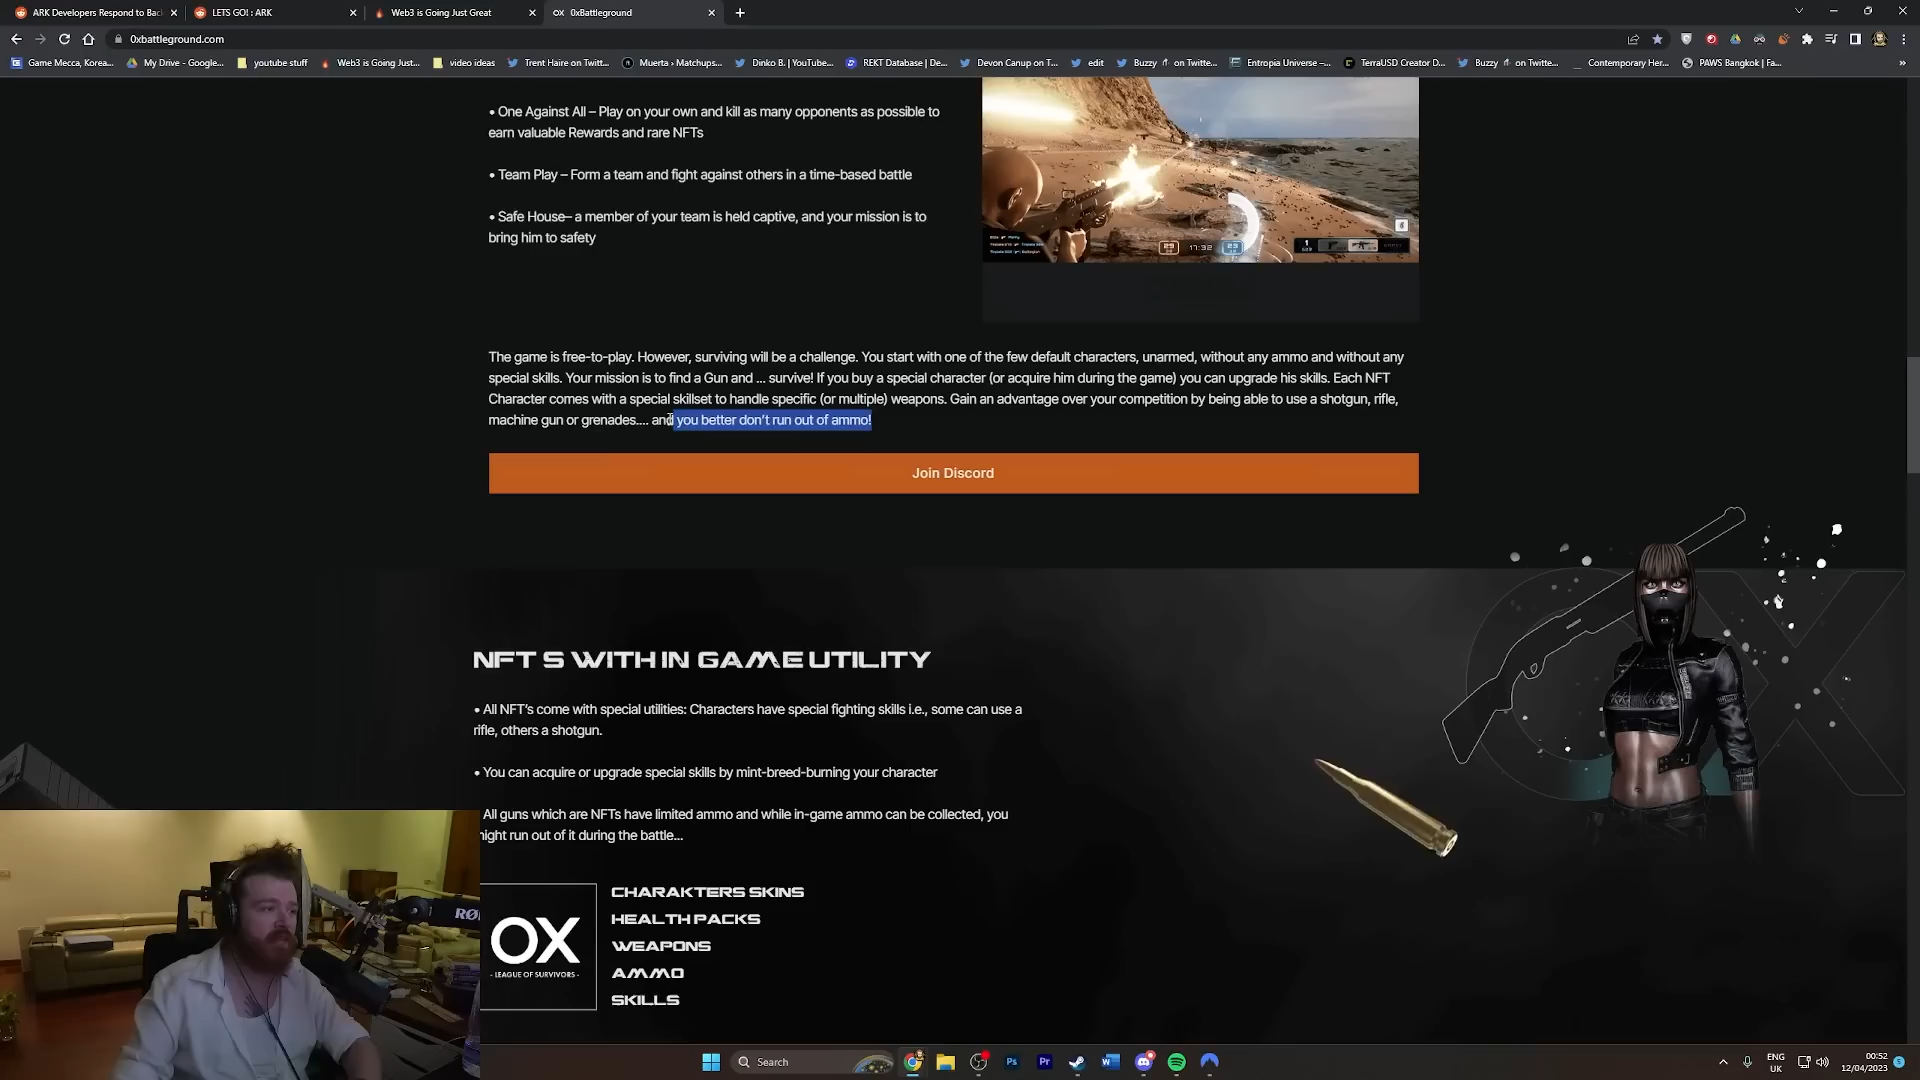 ARK Developers Respond to Bac
LETS GO! : ARK
Web3 is Going Just Great
OX 0xBattleground
0xbattleground.com
Game Mecca, Korea...
My Drive - Google...
youtube stuff
Web3 is Going Just...
video ideas
Trent Haire on Twitt...
Muerta › Matchups...
Dinko B. | YouTube...
REKT Database | De...
Devon Canup on T...
edit
Buzzy on Twitte...
Entropia Universe –...
TerraUSD Creator D...
Buzzy on Twitte...
Contemporary Her...
PAWS Bangkok | Fa...
• One Against All – Play on your own and kill as many opponents as possible to
earn valuable Rewards and rare NFTs
• Team Play – Form a team and fight against others in a time-based battle
• Safe House– a member of your team is held captive, and your mission is to
bring him to safety
17:32
The game is free-to-play. However, surviving will be a challenge. You start with one of the few default characters, unarmed, without any ammo and without any
special skills. Your mission is to find a Gun and ... survive! If you buy a special character (or acquire him during the game) you can upgrade his skills. Each NFT
Character comes with a special skillset to handle specific (or multiple) weapons. Gain an advantage over your competition by being able to use a shotgun, rifle,
machine gun or grenades.... and you better don't run out of ammo!
Join Discord
NFT S WITH IN GAME UTILITY
• All NFT's come with special utilities: Characters have special fighting skills i.e., some can use a
rifle, others a shotgun.
• You can acquire or upgrade special skills by mint-breed-burning your character
All guns which are NFTs have limited ammo and while in-game ammo can be collected, you
might run out of it during the battle...
OX
- LEAGUE OF SURVIVORS -
CHARAKTERS SKINS
HEALTH PACKS
WEAPONS
AMMO
SKILLS
RØ
Search
ENG
UK
00:52
12/04/2023